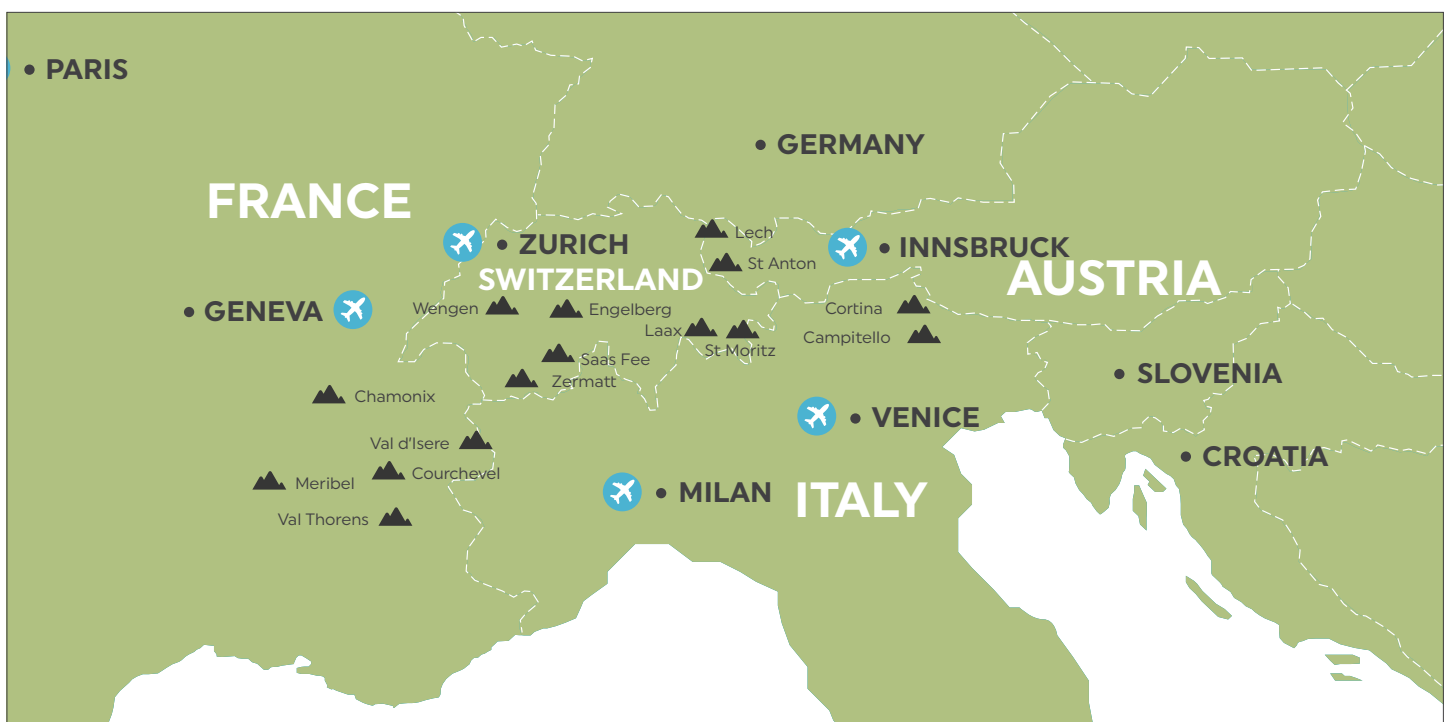 PARIS
GERMANY
FRANCE
Lech
ZURICH
INNSBRUCK
St Anton
SWITZERLAND
AUSTRIA
GENEVA
Wengen
Engelberg
Cortina
Laax
Campitello
St Moritz
Saas Fee
SLOVENIA
Zermatt
Chamonix
VENICE
Val d'Isere
CROATIA
Courchevel
Meribel
MILAN
ITALY
Val Thorens